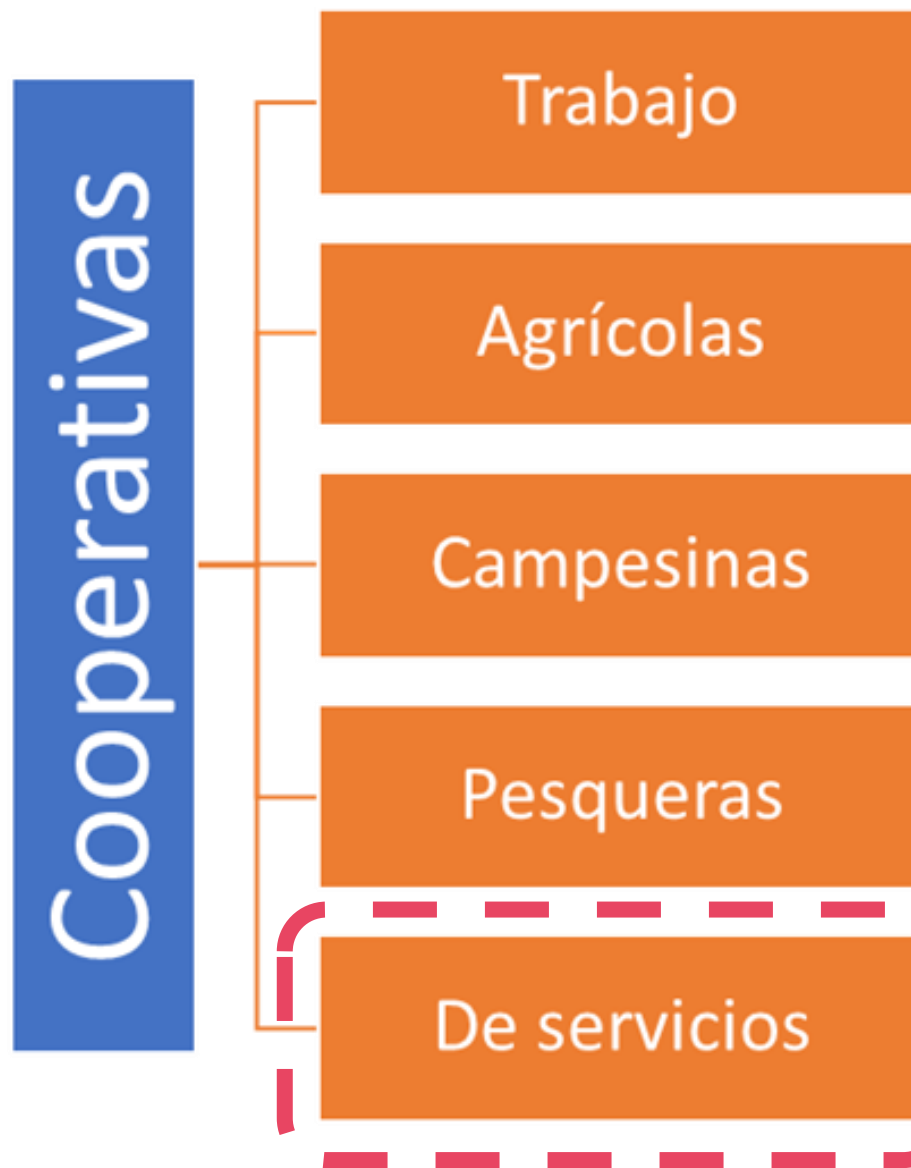 Cooperativas
Trabajo
Agrícolas
Campesinas
Pesqueras
De servicios